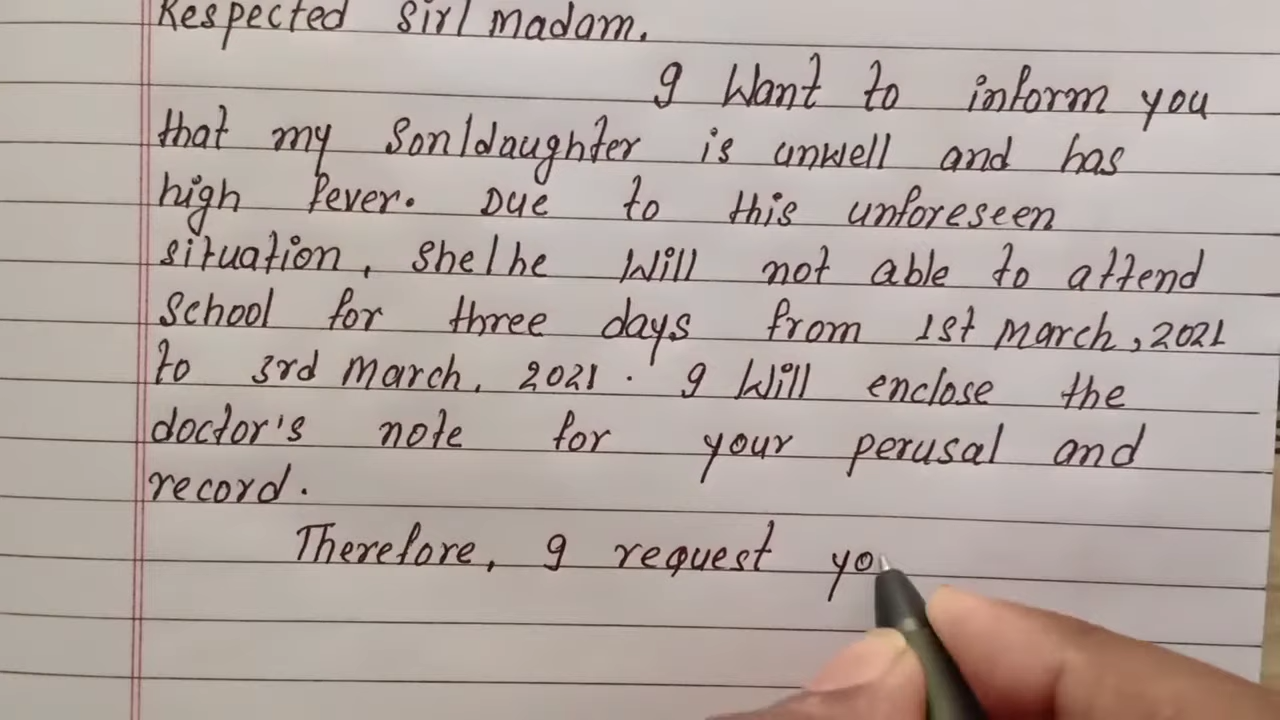 Respected Sir/madam.
I Want to inform you
that my Son/daughter is unwell and has
high fever. Due to this unforeseen
situation, She/he Will not able to attend
School for three days from 1st March, 2021
to 3rd March, 2021. I Will enclose the
doctor's note for your perusal and
record.
Therefore, I request yo